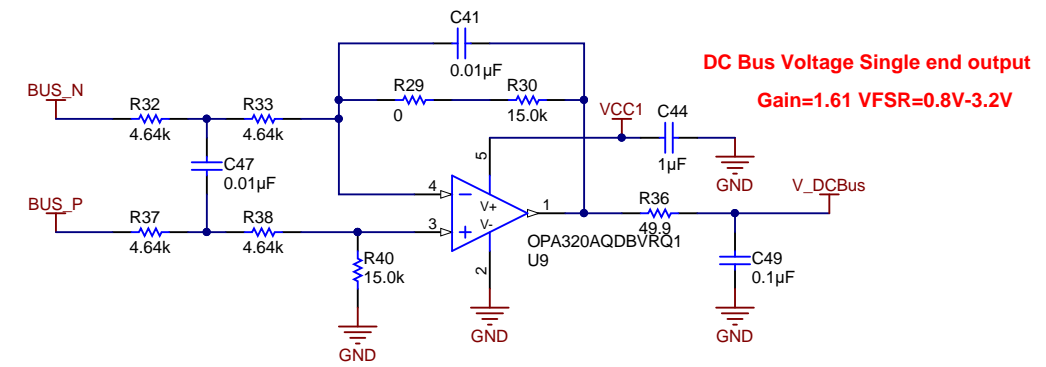 C41
0.01µF
DC Bus Voltage Single end output
Gain=1.61 VFSR=0.8V-3.2V
BUS_N
R29
0
R30
15.0k
R32
4.64k
R33
4.64k
VCC1
C44
1µF
GND
C47
0.01µF
5
4
V+
V-
3
1
2
BUS_P
R37
4.64k
R38
4.64k
R40
15.0k
OPA320AQDBVRQ1
U9
R36
49.9
V_DCBus
C49
0.1µF
GND
GND
GND